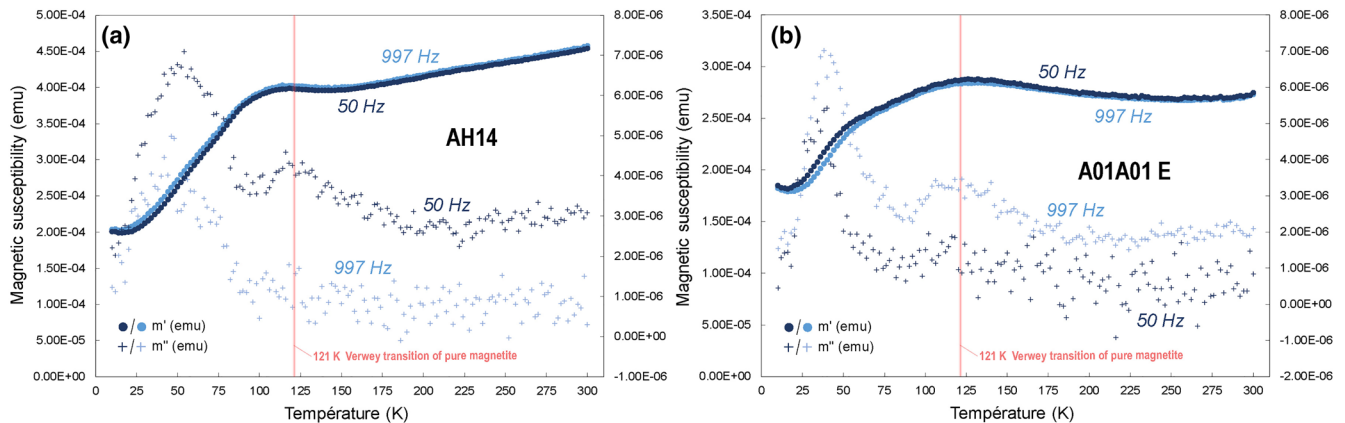 (a)
AH14
997 Hz
50 Hz
50 Hz
997 Hz
Magnetic susceptibility (emu)
5.00E-04
4.50E-04
4.00E-04
3.50E-04
3.00E-04
2.50E-04
2.00E-04
1.50E-04
1.00E-04
5.00E-05
0.00E+00
8.00E-06
7.00E-06
6.00E-06
5.00E-06
4.00E-06
3.00E-06
2.00E-06
1.00E-06
0.00E+00
-1.00E-06
●/● m' (emu)
+/+ m" (emu)
121 K Verwey transition of pure magnetite
0 25 50 75 100 125 150 175 200 225 250 275 300
Température (K)
(b)
A01A01 E
50 Hz
997 Hz
997 Hz
50 Hz
Magnetic susceptibility (emu)
3.50E-04
3.00E-04
2.50E-04
2.00E-04
1.50E-04
1.00E-04
5.00E-05
0.00E+00
8.00E-06
7.00E-06
6.00E-06
5.00E-06
4.00E-06
3.00E-06
2.00E-06
1.00E-06
0.00E+00
-1.00E-06
-2.00E-06
●/● m' (emu)
+/+ m" (emu)
121 K Verwey transition of pure magnetite
0 25 50 75 100 125 150 175 200 225 250 275 300
Température (K)